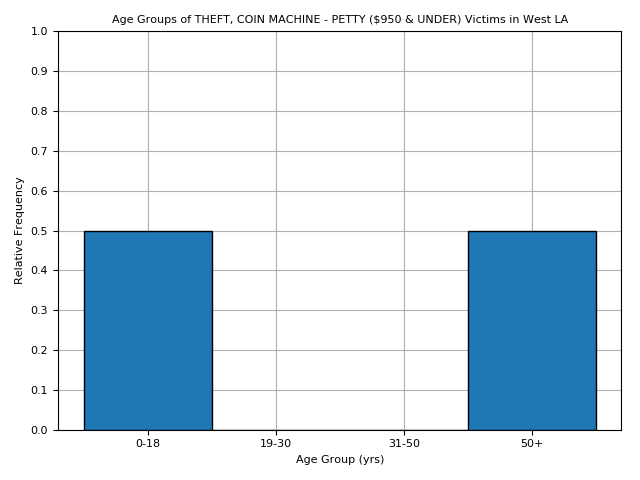 Age Groups of THEFT, COIN MACHINE - PETTY ($950 & UNDER) Victims in West LA
1.0
0.9
0.8
0.7
0.6
0.5
0.4
0.3
0.2
0.1
0.0
Relative Frequency
0-18 19-30 31-50 50+
Age Group (yrs)